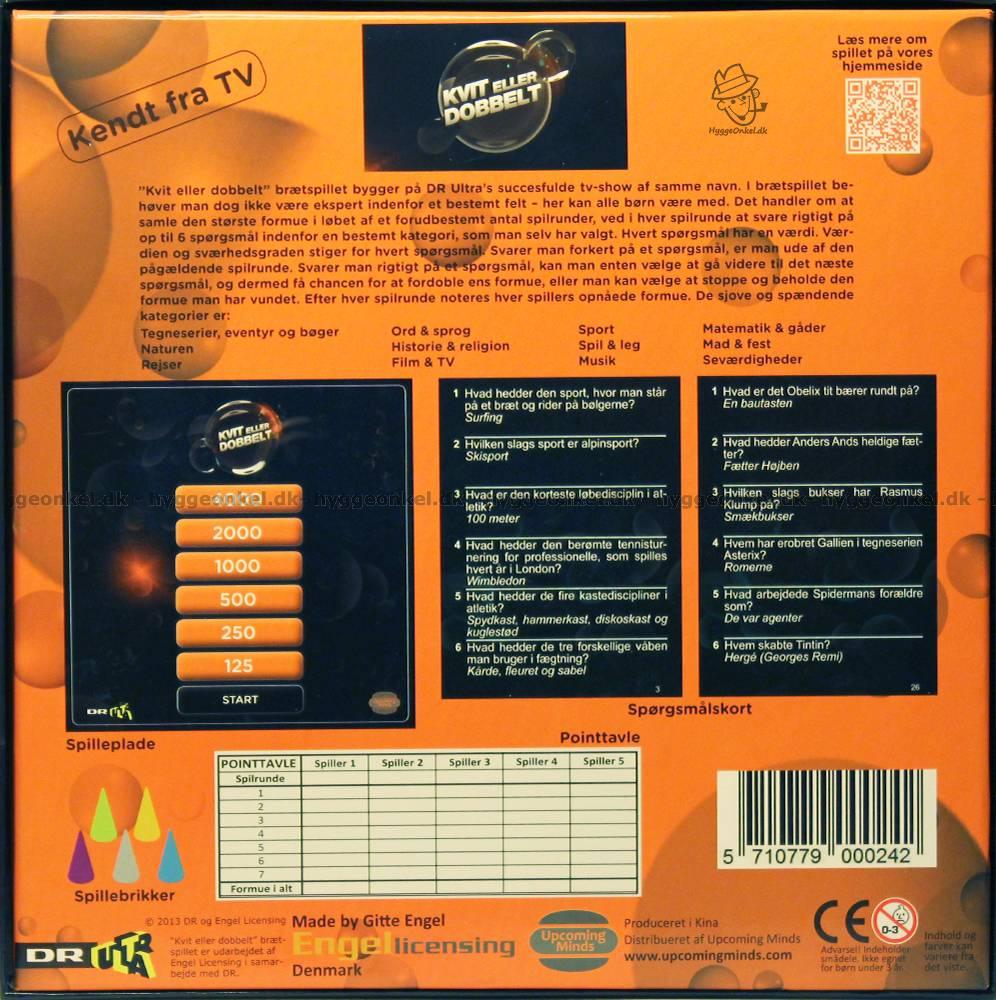 Kendt fra TV
KVIT ELLER
DOBBELT
HyggeOnkel.dk
Læs mere om
spillet på vores
hjemmeside
"Kvit eller dobbelt" brætspillet bygger på DR Ultra's succesfulde tv-show af samme navn. I brætspillet be-
høver man dog ikke være ekspert indenfor et bestemt felt – her kan alle børn være med. Det handler om at
samle den største formue i løbet af et forudbestemt antal spilrunder, ved i hver spilrunde at svare rigtigt på
op til 6 spørgsmål indenfor en bestemt kategori, som man selv har valgt. Hvert spørgsmål har en værdi. Vær-
dien og sværhedsgraden stiger for hvert spørgsmål. Svarer man forkert på et spørgsmål, er man ude af den
pågældende spilrunde. Svarer man rigtigt på et spørgsmål, kan man enten vælge at gå videre til det næste
spørgsmål, og dermed få chancen for at fordoble ens formue, eller man kan vælge at stoppe og beholde den
formue man har vundet. Efter hver spilrunde noteres hver spillers opnåede formue. De sjove og spændende
kategorier er:
Tegneserier, eventyr og bøger
Naturen
Rejser
Ord & sprog
Historie & religion
Film & TV
Sport
Spil & leg
Musik
Matematik & gåder
Mad & fest
Seværdigheder
KVIT ELLER
DOBBELT
4000
2000
1000
500
250
125
START
DR ULTRA
Spilleplade
1 Hvad hedder den sport, hvor man står
på et bræt og rider på bølgerne?
Surfing
2 Hvilken slags sport er alpinsport?
Skisport
3 Hvad er den korteste løbedisciplin i at-
letik?
100 meter
4 Hvad hedder den berømte tennistur-
nering for professionelle, som spilles
hvert år i London?
Wimbledon
5 Hvad hedder de fire kastediscipliner i
atletik?
Spydkast, hammerkast, diskoskast og
kuglestød
6 Hvad hedder de tre forskellige våben
man bruger i fægtning?
Kårde, fleuret og sabel
3
1 Hvad er det Obelix tit bærer rundt på?
En bautasten
2 Hvad hedder Anders Ands heldige fæt-
ter?
Fætter Højben
3 Hvilken slags bukser har Rasmus
Klump på?
Smækbukser
4 Hvem har erobret Gallien i tegneserien
Asterix?
Romerne
5 Hvad arbejdede Spidermans forældre
som?
De var agenter
6 Hvem skabte Tintin?
Hergé (Georges Remi)
26
hyggeonkel.dk - hyggeonkel.dk - hyggeonkel.dk - hyggeonkel.dk - hyggeonkel.dk
Spørgsmålskort
Pointtavle
POINTTAVLE Spiller 1 Spiller 2 Spiller 3 Spiller 4 Spiller 5
Spilrunde
1
2
3
4
5
6
7
Formue i alt
Spillebrikker
5 710779 000242
© 2013 DR og Engel Licensing
DR ULTRA
"Kvit eller dobbelt" bræt-
spillet er udarbejdet af
Engel Licensing i samar-
bejde med DR.
Made by Gitte Engel
Engel licensing
Denmark
Upcoming
Minds
Produceret i Kina
Distribueret af Upcoming Minds
www.upcomingminds.com
CE
0-3
Advarsel! Indeholder
smådele. Ikke egnet
for børn under 3 år.
Indhold og
farver kan
variere fra
det viste.